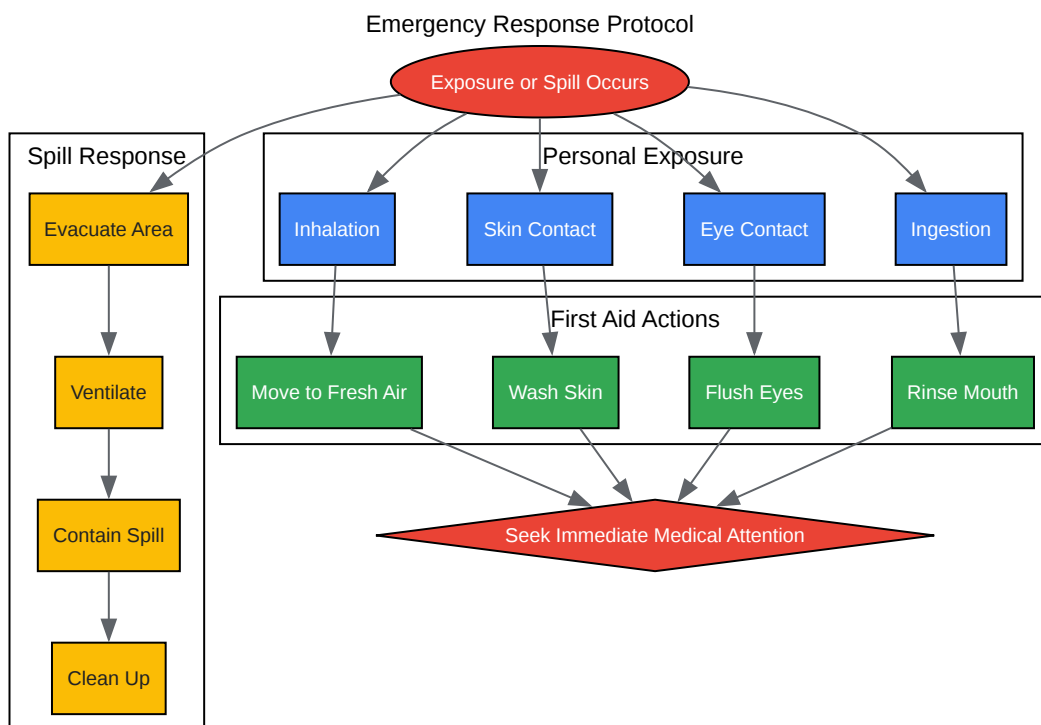 Emergency Response Protocol
Exposure or Spill Occurs
Spill Response
Personal Exposure
Evacuate Area
Inhalation
Skin Contact
Eye Contact
Ingestion
First Aid Actions
Ventilate
Move to Fresh Air
Wash Skin
Flush Eyes
Rinse Mouth
Contain Spill
Seek Immediate Medical Attention
Clean Up